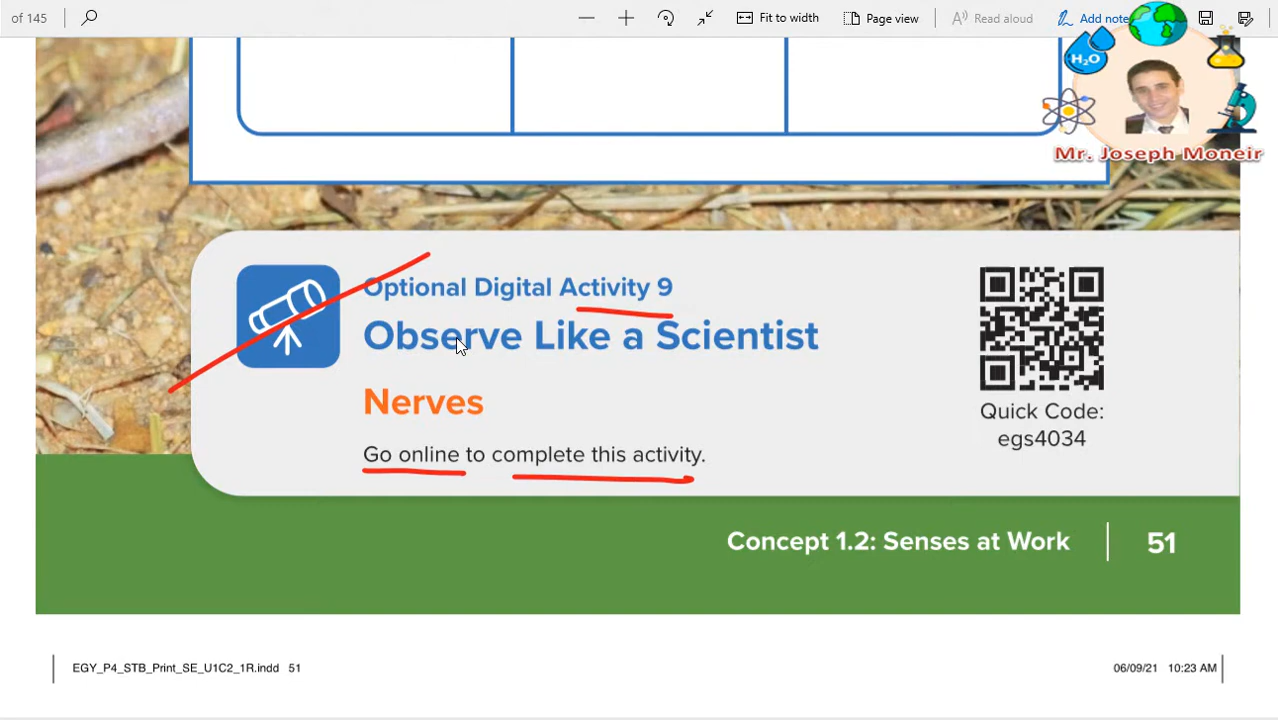 of 145
Fit to width
Page view
Read aloud
Add note
H₂O
Mr. Joseph Moneir
Optional Digital Activity 9
Observe Like a Scientist
Nerves
Go online to complete this activity.
Quick Code:
egs4034
Concept 1.2: Senses at Work
51
EGY_P4_STB_Print_SE_U1C2_1R.indd 51
06/09/21 10:23 AM